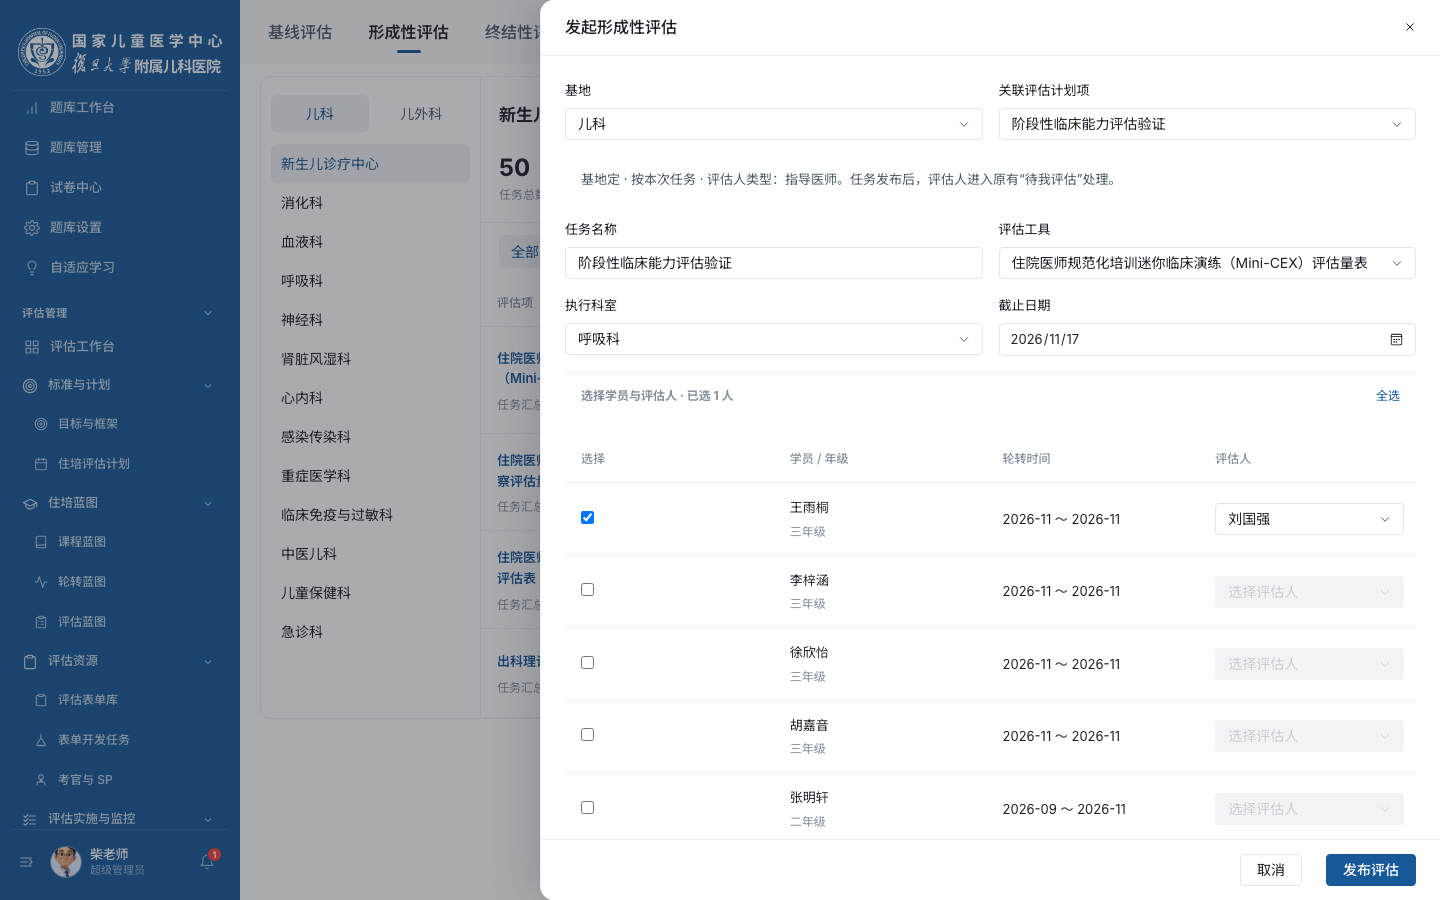 国家儿童医学中心
復旦大学附属儿科医院
题库工作台
题库管理
试卷中心
题库设置
自适应学习
评估管理
评估工作台
标准与计划
目标与框架
住培评估计划
住培蓝图
课程蓝图
轮转蓝图
评估蓝图
评估资源
评估表单库
表单开发任务
考官与 SP
评估实施与监控
柴老师
超级管理员
1
基线评估
形成性评估
终结性
儿科
儿外科
新生儿诊疗中心
消化科
血液科
呼吸科
神经科
肾脏风湿科
心内科
感染传染科
重症医学科
临床免疫与过敏科
中医儿科
儿童保健科
急诊科
新生儿
50
任务总数
全部
评估项
住院医师
（Mini-
任务汇总
住院医师
察评估量
任务汇总
住院医师
评估表
任务汇总
出科理论
任务汇总
发起形成性评估
基地
关联评估计划项
儿科
阶段性临床能力评估验证
基地定 · 按本次任务 · 评估人类型：指导医师。任务发布后，评估人进入原有“待我评估”处理。
任务名称
评估工具
阶段性临床能力评估验证
住院医师规范化培训迷你临床演练（Mini-CEX）评估量表
执行科室
截止日期
呼吸科
2026/11/17
选择学员与评估人 · 已选 1 人
全选
选择
学员 / 年级
轮转时间
评估人
王雨桐
三年级
2026-11 ～ 2026-11
刘国强
李梓涵
三年级
2026-11 ～ 2026-11
选择评估人
徐欣怡
三年级
2026-11 ～ 2026-11
选择评估人
胡嘉音
三年级
2026-11 ～ 2026-11
选择评估人
张明轩
二年级
2026-09 ～ 2026-11
选择评估人
取消
发布评估